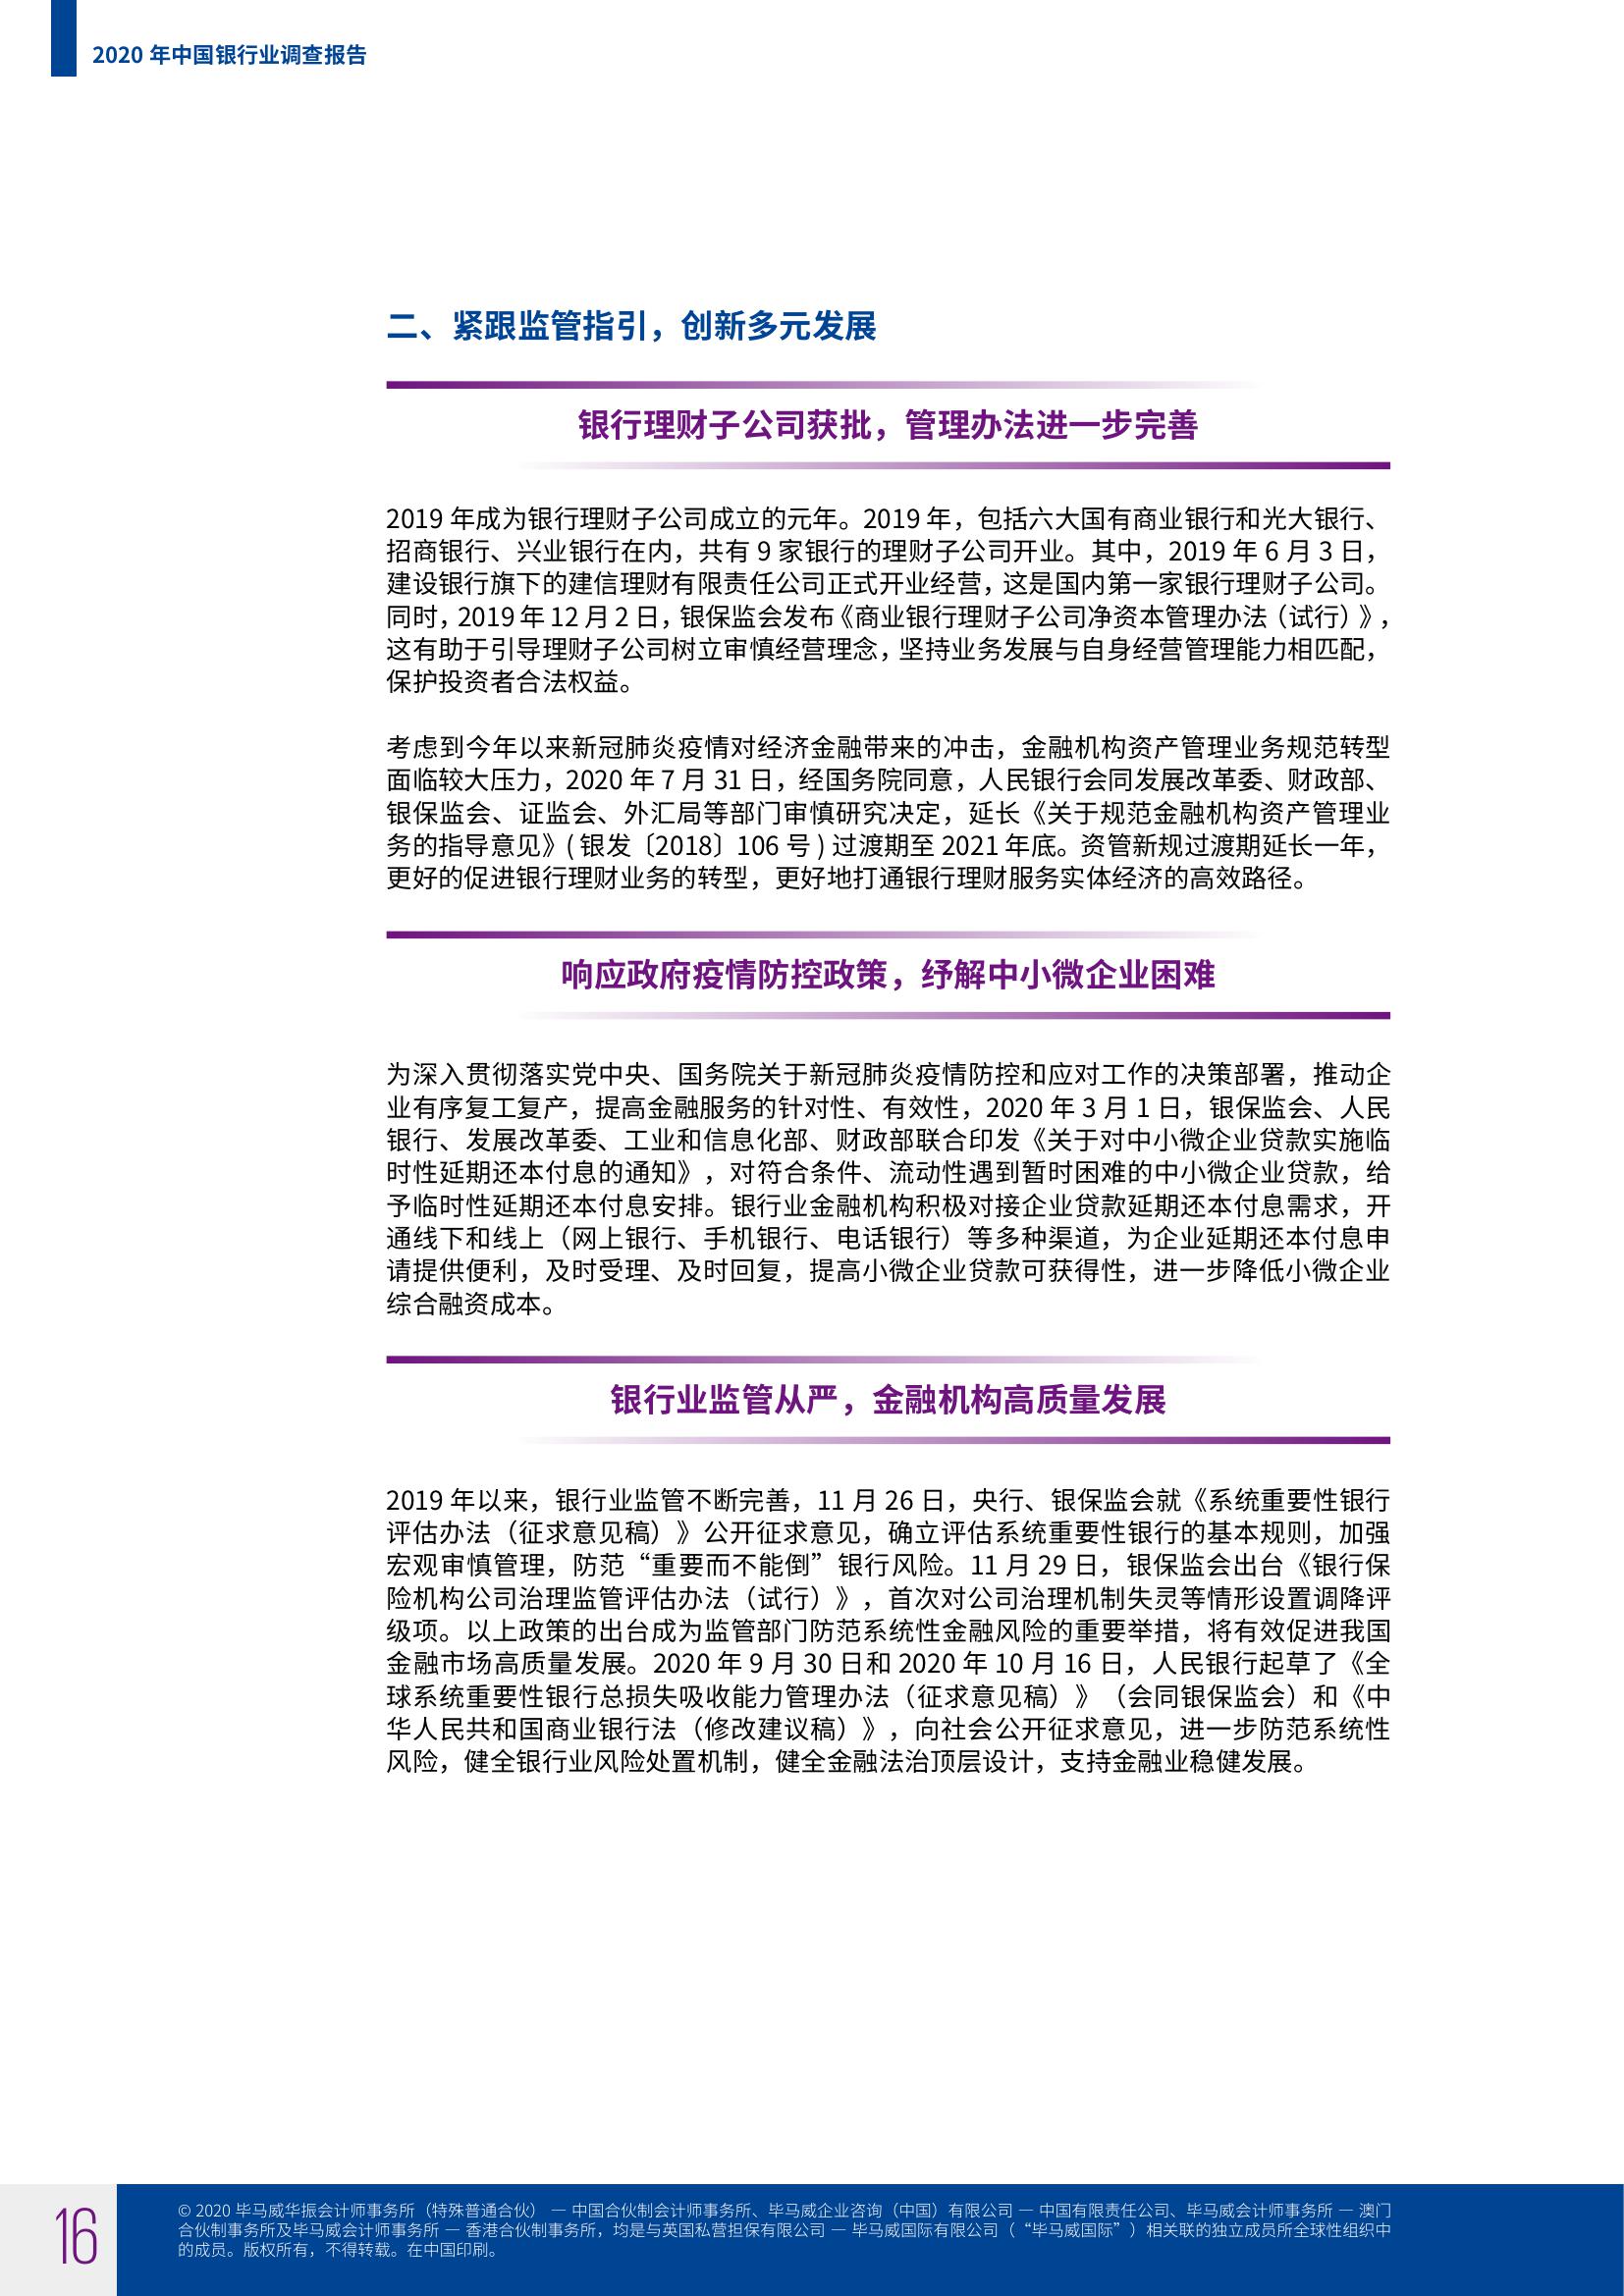 2020 年中国银行业调查报告
二、紧跟监管指引，创新多元发展
银行理财子公司获批，管理办法进一步完善
2019 年成为银行理财子公司成立的元年。2019 年，包括六大国有商业银行和光大银行、
招商银行、兴业银行在内，共有 9 家银行的理财子公司开业。其中，2019 年 6 月 3 日，
建设银行旗下的建信理财有限责任公司正式开业经营，这是国内第一家银行理财子公司。
同时，2019 年 12 月 2 日，银保监会发布《商业银行理财子公司净资本管理办法（试行）》，
这有助于引导理财子公司树立审慎经营理念，坚持业务发展与自身经营管理能力相匹配，
保护投资者合法权益。
考虑到今年以来新冠肺炎疫情对经济金融带来的冲击，金融机构资产管理业务规范转型
面临较大压力，2020 年 7 月 31 日，经国务院同意，人民银行会同发展改革委、财政部、
银保监会、证监会、外汇局等部门审慎研究决定，延长《关于规范金融机构资产管理业
务的指导意见》( 银发〔2018〕106 号 ) 过渡期至 2021 年底。资管新规过渡期延长一年，
更好的促进银行理财业务的转型，更好地打通银行理财服务实体经济的高效路径。
响应政府疫情防控政策，纾解中小微企业困难
为深入贯彻落实党中央、国务院关于新冠肺炎疫情防控和应对工作的决策部署，推动企
业有序复工复产，提高金融服务的针对性、有效性，2020 年 3 月 1 日，银保监会、人民
银行、发展改革委、工业和信息化部、财政部联合印发《关于对中小微企业贷款实施临
时性延期还本付息的通知》，对符合条件、流动性遇到暂时困难的中小微企业贷款，给
予临时性延期还本付息安排。银行业金融机构积极对接企业贷款延期还本付息需求，开
通线下和线上（网上银行、手机银行、电话银行）等多种渠道，为企业延期还本付息申
请提供便利，及时受理、及时回复，提高小微企业贷款可获得性，进一步降低小微企业
综合融资成本。
银行业监管从严，金融机构高质量发展
2019 年以来，银行业监管不断完善，11 月 26 日，央行、银保监会就《系统重要性银行
评估办法（征求意见稿）》公开征求意见，确立评估系统重要性银行的基本规则，加强
宏观审慎管理，防范“重要而不能倒”银行风险。11 月 29 日，银保监会出台《银行保
险机构公司治理监管评估办法（试行）》，首次对公司治理机制失灵等情形设置调降评
级项。以上政策的出台成为监管部门防范系统性金融风险的重要举措，将有效促进我国
金融市场高质量发展。2020 年 9 月 30 日和 2020 年 10 月 16 日，人民银行起草了《全
球系统重要性银行总损失吸收能力管理办法（征求意见稿）》（会同银保监会）和《中
华人民共和国商业银行法（修改建议稿）》，向社会公开征求意见，进一步防范系统性
风险，健全银行业风险处置机制，健全金融法治顶层设计，支持金融业稳健发展。
16
© 2020 毕马威华振会计师事务所（特殊普通合伙） — 中国合伙制会计师事务所、毕马威企业咨询（中国）有限公司 — 中国有限责任公司、毕马威会计师事务所 — 澳门
合伙制事务所及毕马威会计师事务所 — 香港合伙制事务所，均是与英国私营担保有限公司 — 毕马威国际有限公司（“毕马威国际”）相关联的独立成员所全球性组织中
的成员。版权所有，不得转载。在中国印刷。